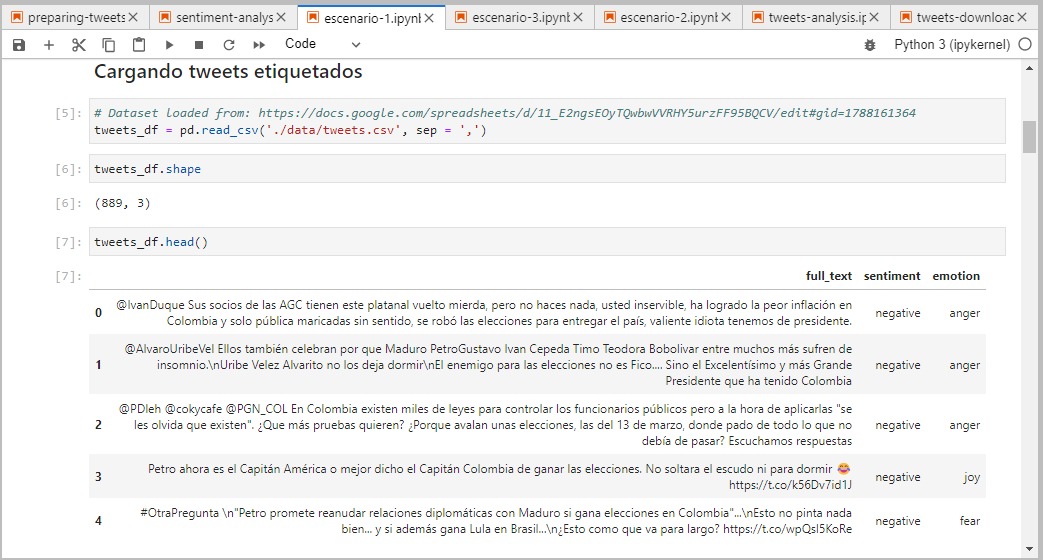 preparing-tweets
sentiment-analys
escenario-1.ipynb
escenario-3.ipynb
escenario-2.ipynb
tweets-analysis.ip
tweets-downloac
Code
Python 3 (ipykernel)
Cargando tweets etiquetados
[5]:
# Dataset Loaded from: https://docs.google.com/spreadsheets/d/11_E2ngsEOyTQwbwVVRHY5urzFF95BQCV/edit#gid=1788161364
tweets_df = pd.read_csv('./data/tweets.csv', sep = ',')
[6]:
tweets_df.shape
[6]:
(889, 3)
[7]:
tweets_df.head()
[7]:
full_text sentiment emotion
0 @IvanDuque Sus socios de las AGC tienen este platanal vuelto mierda, pero no haces nada, usted inservible, ha logrado la peor inflación en
Colombia y solo pública maricadas sin sentido, se robó las elecciones para entregar el país, valiente idiota tenemos de presidente. negative anger
@AlvaroUribeVel Ellos también celebran por que Maduro PetroGustavo Ivan Cepeda Timo Teodora Bobolivar entre muchos más sufren de
1 insomnio.\nUribe Velez Alvarito no los deja dormir\nEl enemigo para las elecciones no es Fico.... Sino el Excelentísimo y más Grande negative anger
Presidente que ha tenido Colombia
@PDleh @cokycafe @PGN_COL En Colombia existen miles de leyes para controlar los funcionarios públicos pero a la hora de aplicarlas "se
2 les olvida que existen". ¿Que más pruebas quieren? ¿Porque avalan unas elecciones, las del 13 de marzo, donde pado de todo lo que no negative anger
debía de pasar? Escuchamos respuestas
3 Petro ahora es el Capitán América o mejor dicho el Capitán Colombia de ganar las elecciones. No soltara el escudo ni para dormir 😂
https://t.co/k56Dv7id1J negative joy
4 #OtraPregunta \n"Petro promete reanudar relaciones diplomáticas con Maduro si gana elecciones en Colombia"...\nEsto no pinta nada
bien... y si además gana Lula en Brasil...\n¿Esto como que va para largo? https://t.co/wpQsI5KoRe negative fear